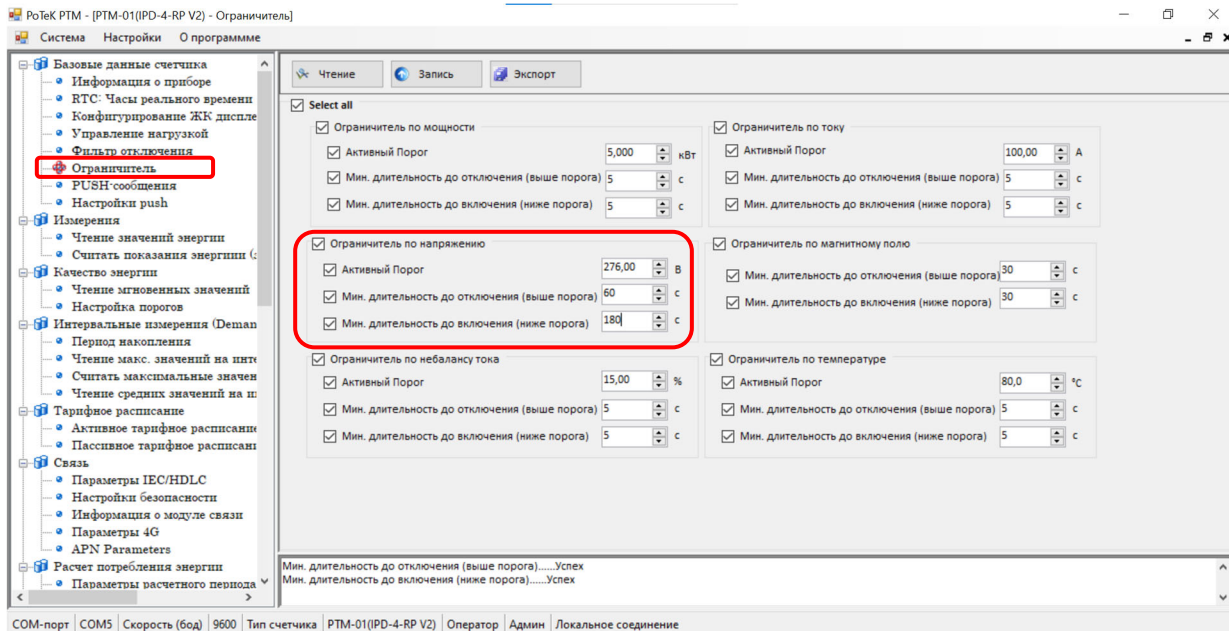 PoTeK PTM - [РТМ-01(IPD-4-RP V2) - Ограничитель]
Система Настройки О программме
Базовые данные счетчика
Информация о приборе
RTC: Часы реального времени
Конфигурирование ЖК диспле
Управление нагрузкой
Фильтр отключения
Ограничитель
PUSH-сообщения
Настройки push
Измерения
Чтение значений энергии
Считать показания энергиии (з
Качество энергии
Чтение мгновенных значений
Настройка порогов
Интервальные измерения (Deman
Период накопления
Чтение макс. значений на инте
Считать максимальные значен
Чтение средних значений на и
Тарифное расписание
Активное тарифное расписание
Пассивное тарифное расписани
Связь
Параметры IEC/HDLC
Настройки безопасности
Информация о модуле связи
Параметры 4G
APN Parameters
Расчет потребления энергии
Параметры расчетного периода
Чтение Запись Экспорт
Select all
Ограничитель по мощности
Активный Порог 5,000 кВт
Мин. длительность до отключения (выше порога) 5 с
Мин. длительность до включения (ниже порога) 5 с
Ограничитель по току
Активный Порог 100,00 А
Мин. длительность до отключения (выше порога) 5 с
Мин. длительность до включения (ниже порога) 5 с
Ограничитель по напряжению
Активный Порог 276,00 В
Мин. длительность до отключения (выше порога) 60 с
Мин. длительность до включения (ниже порога) 180 с
Ограничитель по магнитному полю
Мин. длительность до отключения (выше порога) 30 с
Мин. длительность до включения (ниже порога) 30 с
Ограничитель по небалансу тока
Активный Порог 15,00 %
Мин. длительность до отключения (выше порога) 5 с
Мин. длительность до включения (ниже порога) 5 с
Ограничитель по температуре
Активный Порог 80,0 °C
Мин. длительность до отключения (выше порога) 5 с
Мин. длительность до включения (ниже порога) 5 с
Мин. длительность до отключения (выше порога)......Успех
Мин. длительность до включения (ниже порога)......Успех
COM-порт COM5 Скорость (бод) 9600 Тип счетчика РТМ-01(IPD-4-RP V2) Оператор Админ Локальное соединение